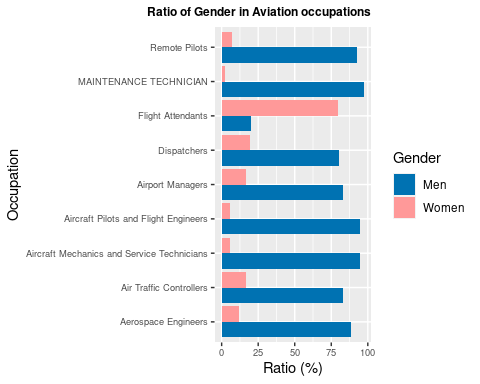 Ratio of Gender in Aviation occupations
Occupation
Remote Pilots
MAINTENANCE TECHNICIAN
Flight Attendants
Dispatchers
Airport Managers
Aircraft Pilots and Flight Engineers
Aircraft Mechanics and Service Technicians
Air Traffic Controllers
Aerospace Engineers
0 25 50 75 100
Ratio (%)
Gender
Men
Women